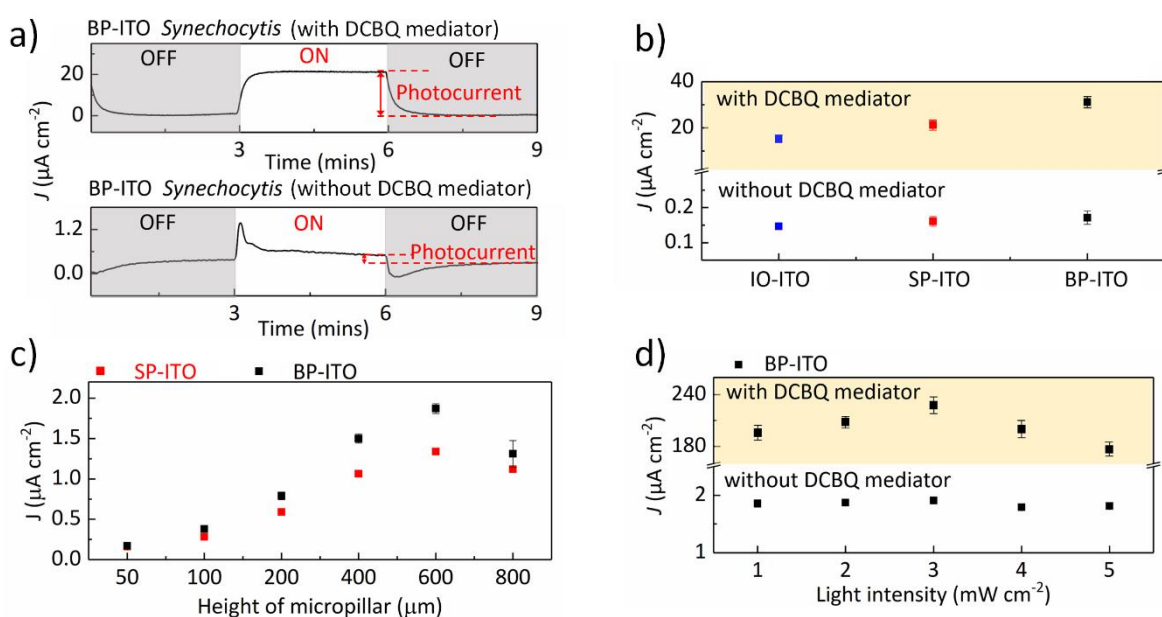 a)
BP-ITO Synechocytis (with DCBQ mediator)
OFF ON OFF
20
0
Photocurrent
3 6 9
Time (mins)
J (μA cm-2)
BP-ITO Synechocytis (without DCBQ mediator)
OFF ON OFF
1.2
0.0
Photocurrent
3 6 9
Time (mins)
b)
40
20
0.2
0.1
J (μA cm-2)
with DCBQ mediator
without DCBQ mediator
IO-ITO SP-ITO BP-ITO
c)
SP-ITO BP-ITO
2.0
1.5
1.0
0.5
0.0
J (μA cm-2)
50 100 200 400 600 800
Height of micropillar (μm)
d)
BP-ITO
240
180
2
1
J (μA cm-2)
with DCBQ mediator
without DCBQ mediator
1 2 3 4 5
Light intensity (mW cm-2)